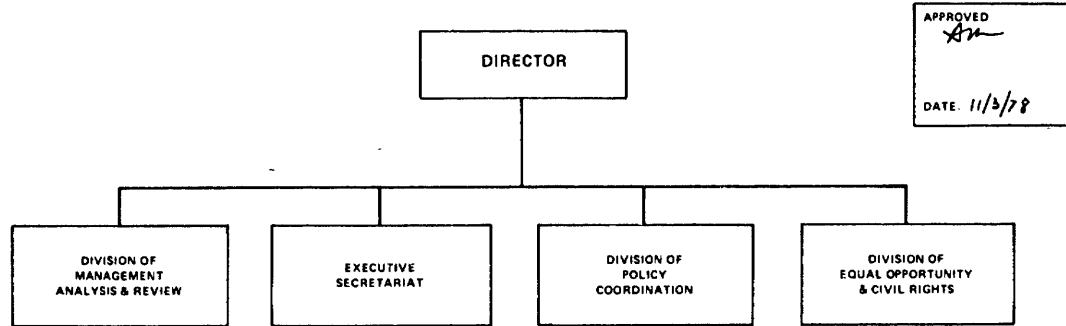 APPROVED
DATE. 11/3/78
DIRECTOR
DIVISION OF
MANAGEMENT
ANALYSIS & REVIEW
EXECUTIVE
SECRETARIAT
DIVISION OF
POLICY
COORDINATION
DIVISION OF
EQUAL OPPORTUNITY
& CIVIL RIGHTS